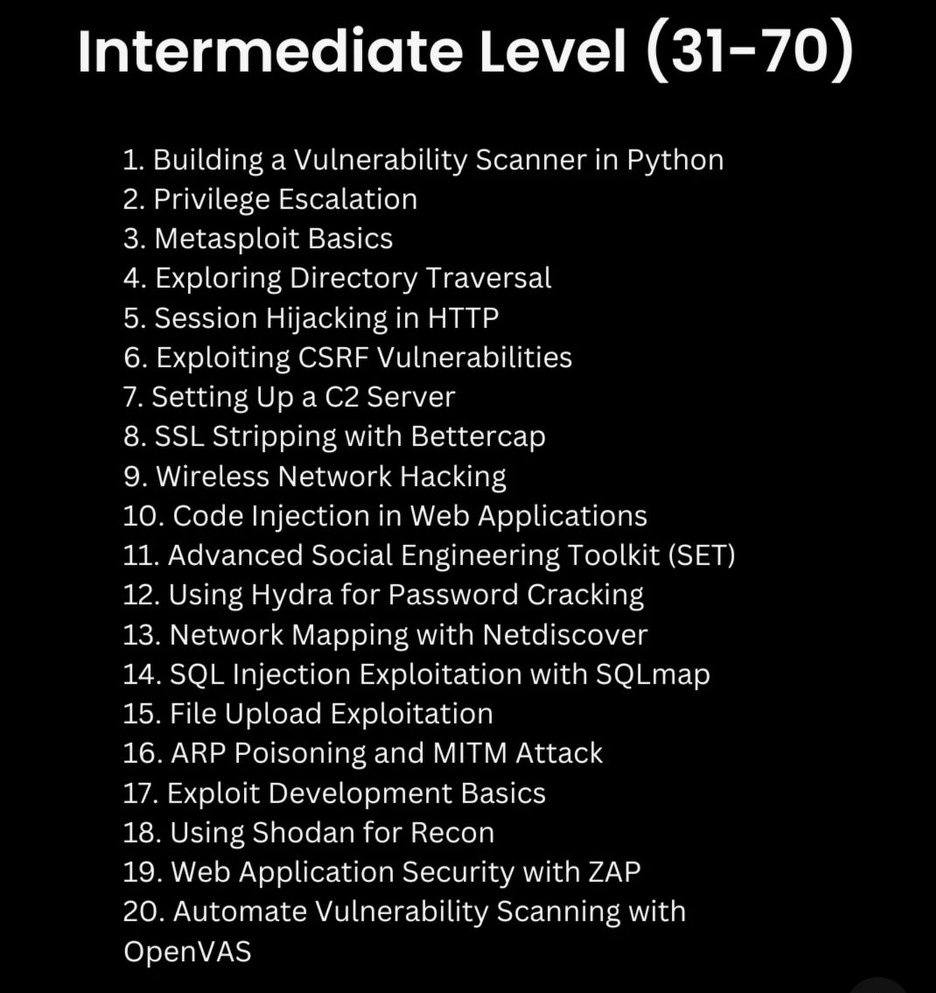 Intermediate Level (31-70)
1. Building a Vulnerability Scanner in Python
2. Privilege Escalation
3. Metasploit Basics
4. Exploring Directory Traversal
5. Session Hijacking in HTTP
6. Exploiting CSRF Vulnerabilities
7. Setting Up a C2 Server
8. SSL Stripping with Bettercap
9. Wireless Network Hacking
10. Code Injection in Web Applications
11. Advanced Social Engineering Toolkit (SET)
12. Using Hydra for Password Cracking
13. Network Mapping with Netdiscover
14. SQL Injection Exploitation with SQLmap
15. File Upload Exploitation
16. ARP Poisoning and MITM Attack
17. Exploit Development Basics
18. Using Shodan for Recon
19. Web Application Security with ZAP
20. Automate Vulnerability Scanning with
OpenVAS